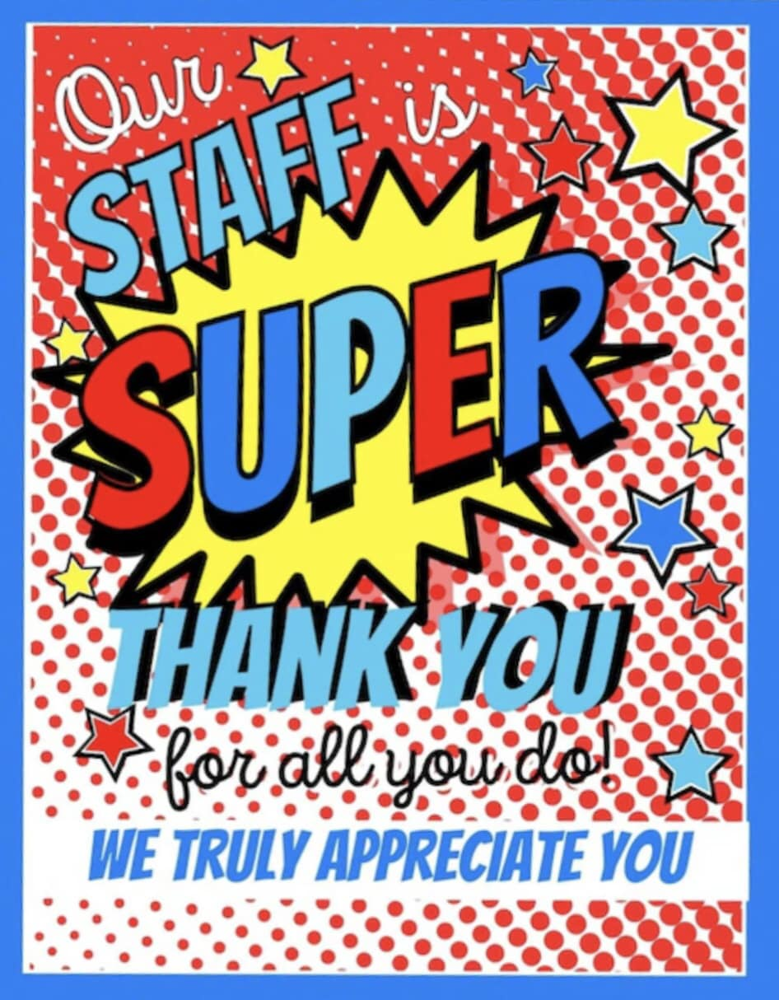 Our STAFF is
SUPER
THANK YOU
for all you do!
WE TRULY APPRECIATE YOU